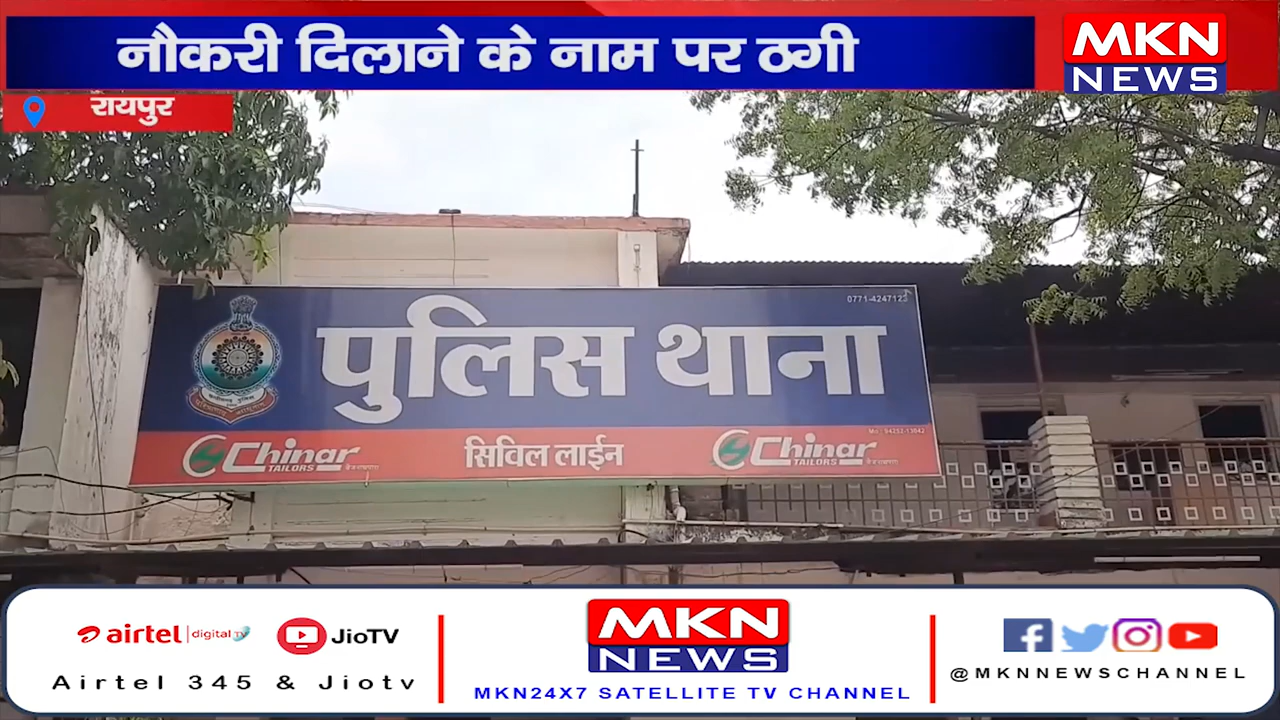 नौकरी दिलाने के नाम पर ठगी
MKN
NEWS
रायपुर
0771-4247123
पुलिस थाना
Chinar
TAILORS
सिविल लाईन
Chinar
TAILORS
airtel digital TV
JioTV
Airtel 345 & Jiotv
MKN
NEWS
MKN24X7 SATELLITE TV CHANNEL
@MKNNEWSCHANNEL